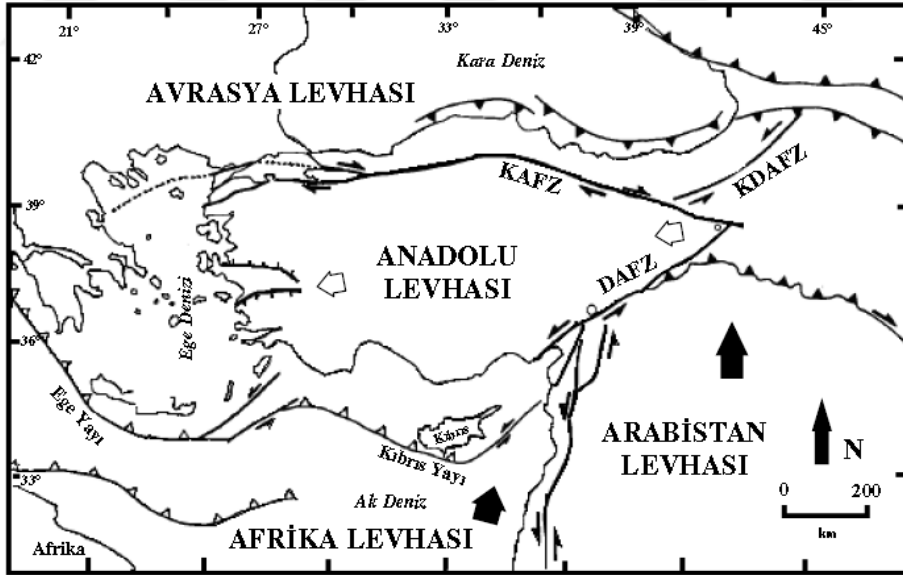 21°
27°
39°
45°
42°
Kara Deniz
AVRASYA LEVHASI
KAFZ
KDAFZ
39°
ANADOLU
LEVHASI
DAFZ
Ege Denizi
36°
Ege Yayı
Kıbrıs
Kıbrıs Yayı
ARABİSTAN
LEVHASI
N
33°
Ak Deniz
0
200
km
AFRİKA LEVHASI
Afrika